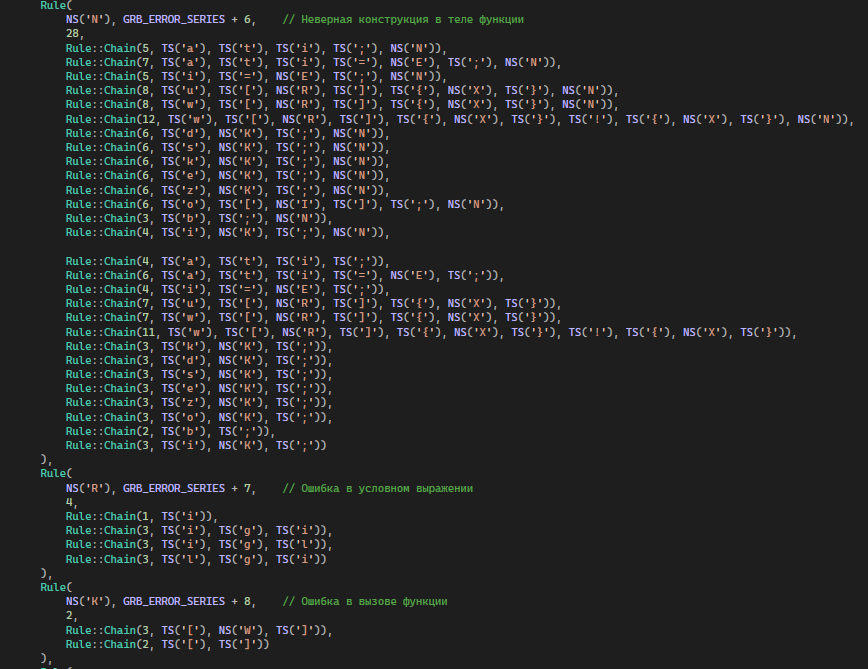 Rule(
NS('N'), GRB_ERROR_SERIES + 6,    // Неверная конструкция в теле функции
28,
Rule::Chain(5, TS('a'), TS('t'), TS('i'), TS(';'), NS('N')),
Rule::Chain(7, TS('a'), TS('t'), TS('i'), TS('='), NS('E'), TS(';'), NS('N')),
Rule::Chain(5, TS('i'), TS('='), NS('E'), TS(';'), NS('N')),
Rule::Chain(8, TS('u'), TS('['), NS('R'), TS(']'), TS('{'), NS('X'), TS('}'), NS('N')),
Rule::Chain(8, TS('w'), TS('['), NS('R'), TS(']'), TS('{'), NS('X'), TS('}'), NS('N')),
Rule::Chain(12, TS('w'), TS('['), NS('R'), TS(']'), TS('{'), NS('X'), TS('}'), TS('!'), TS('{'), NS('X'), TS('}'), NS('N')),
Rule::Chain(6, TS('d'), NS('K'), TS(';'), NS('N')),
Rule::Chain(6, TS('s'), NS('K'), TS(';'), NS('N')),
Rule::Chain(6, TS('k'), NS('K'), TS(';'), NS('N')),
Rule::Chain(6, TS('e'), NS('K'), TS(';'), NS('N')),
Rule::Chain(6, TS('z'), NS('K'), TS(';'), NS('N')),
Rule::Chain(6, TS('o'), TS('['), NS('I'), TS(']'), TS(';'), NS('N')),
Rule::Chain(3, TS('b'), TS(';'), NS('N')),
Rule::Chain(4, TS('i'), NS('K'), TS(';'), NS('N')),
Rule::Chain(4, TS('a'), TS('t'), TS('i'), TS(';')),
Rule::Chain(6, TS('a'), TS('t'), TS('i'), TS('='), NS('E'), TS(';')),
Rule::Chain(4, TS('i'), TS('='), NS('E'), TS(';')),
Rule::Chain(7, TS('u'), TS('['), NS('R'), TS(']'), TS('{'), NS('X'), TS('}')),
Rule::Chain(7, TS('w'), TS('['), NS('R'), TS(']'), TS('{'), NS('X'), TS('}')),
Rule::Chain(11, TS('w'), TS('['), NS('R'), TS(']'), TS('{'), NS('X'), TS('}'), TS('!'), TS('{'), NS('X'), TS('}')),
Rule::Chain(3, TS('k'), NS('K'), TS(';')),
Rule::Chain(3, TS('d'), NS('K'), TS(';')),
Rule::Chain(3, TS('s'), NS('K'), TS(';')),
Rule::Chain(3, TS('e'), NS('K'), TS(';')),
Rule::Chain(3, TS('z'), NS('K'), TS(';')),
Rule::Chain(3, TS('o'), NS('K'), TS(';')),
Rule::Chain(2, TS('b'), TS(';')),
Rule::Chain(3, TS('i'), NS('K'), TS(';'))
),
Rule(
NS('R'), GRB_ERROR_SERIES + 7,    // Ошибка в условном выражении
4,
Rule::Chain(1, TS('i')),
Rule::Chain(3, TS('i'), TS('g'), TS('i')),
Rule::Chain(3, TS('i'), TS('g'), TS('l')),
Rule::Chain(3, TS('l'), TS('g'), TS('i'))
),
Rule(
NS('K'), GRB_ERROR_SERIES + 8,    // Ошибка в вызове функции
2,
Rule::Chain(3, TS('['), NS('W'), TS(']')),
Rule::Chain(2, TS('['), TS(']'))
),